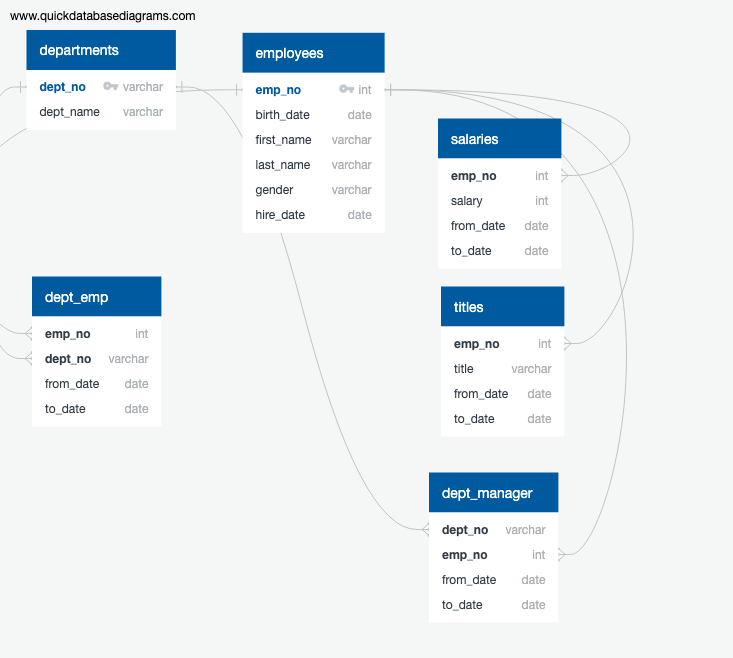 www.quickdatabasediagrams.com
departments
dept_no varchar
dept_name varchar
employees
emp_no int
birth_date date
first_name varchar
last_name varchar
gender varchar
hire_date date
salaries
emp_no int
salary int
from_date date
to_date date
dept_emp
emp_no int
dept_no varchar
from_date date
to_date date
titles
emp_no int
title varchar
from_date date
to_date date
dept_manager
dept_no varchar
emp_no int
from_date date
to_date date